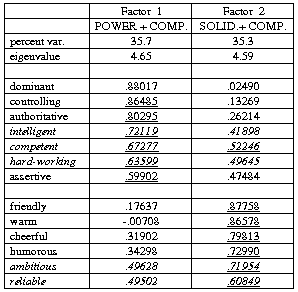 Factor 1 Factor 2
POWER + COMP. SOLID. + COMP.
percent var. 35.7 35.3
eigenvalue 4.65 4.59
dominant .88017 .02490
controlling .86485 .13269
authoritative .80295 .26214
intelligent .72119 .41898
competent .67277 .52246
hard-working .63599 .49645
assertive .59902 .47484
friendly .17637 .87758
warm -.00708 .86578
cheerful .31902 .79813
humorous .34298 .72990
ambitious .49628 .71954
reliable .49502 .60849